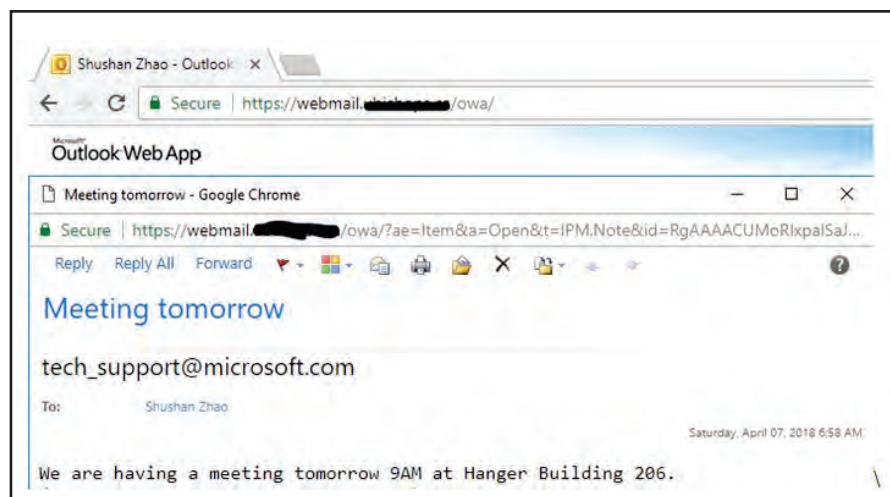 Shushan Zhao - Outlook
Secure https://webmail. /owa/
Microsoft
Outlook Web App
Meeting tomorrow - Google Chrome
Secure https://webmail. /owa/?ae=Item&a=Open&t=IPM.Note&id=RgAAAACUMoRlxpalSaJ...
Reply Reply All Forward
Meeting tomorrow
tech_support@microsoft.com
To: Shushan Zhao
Saturday, April 07, 2018 6:58 AM
We are having a meeting tomorrow 9AM at Hanger Building 206.